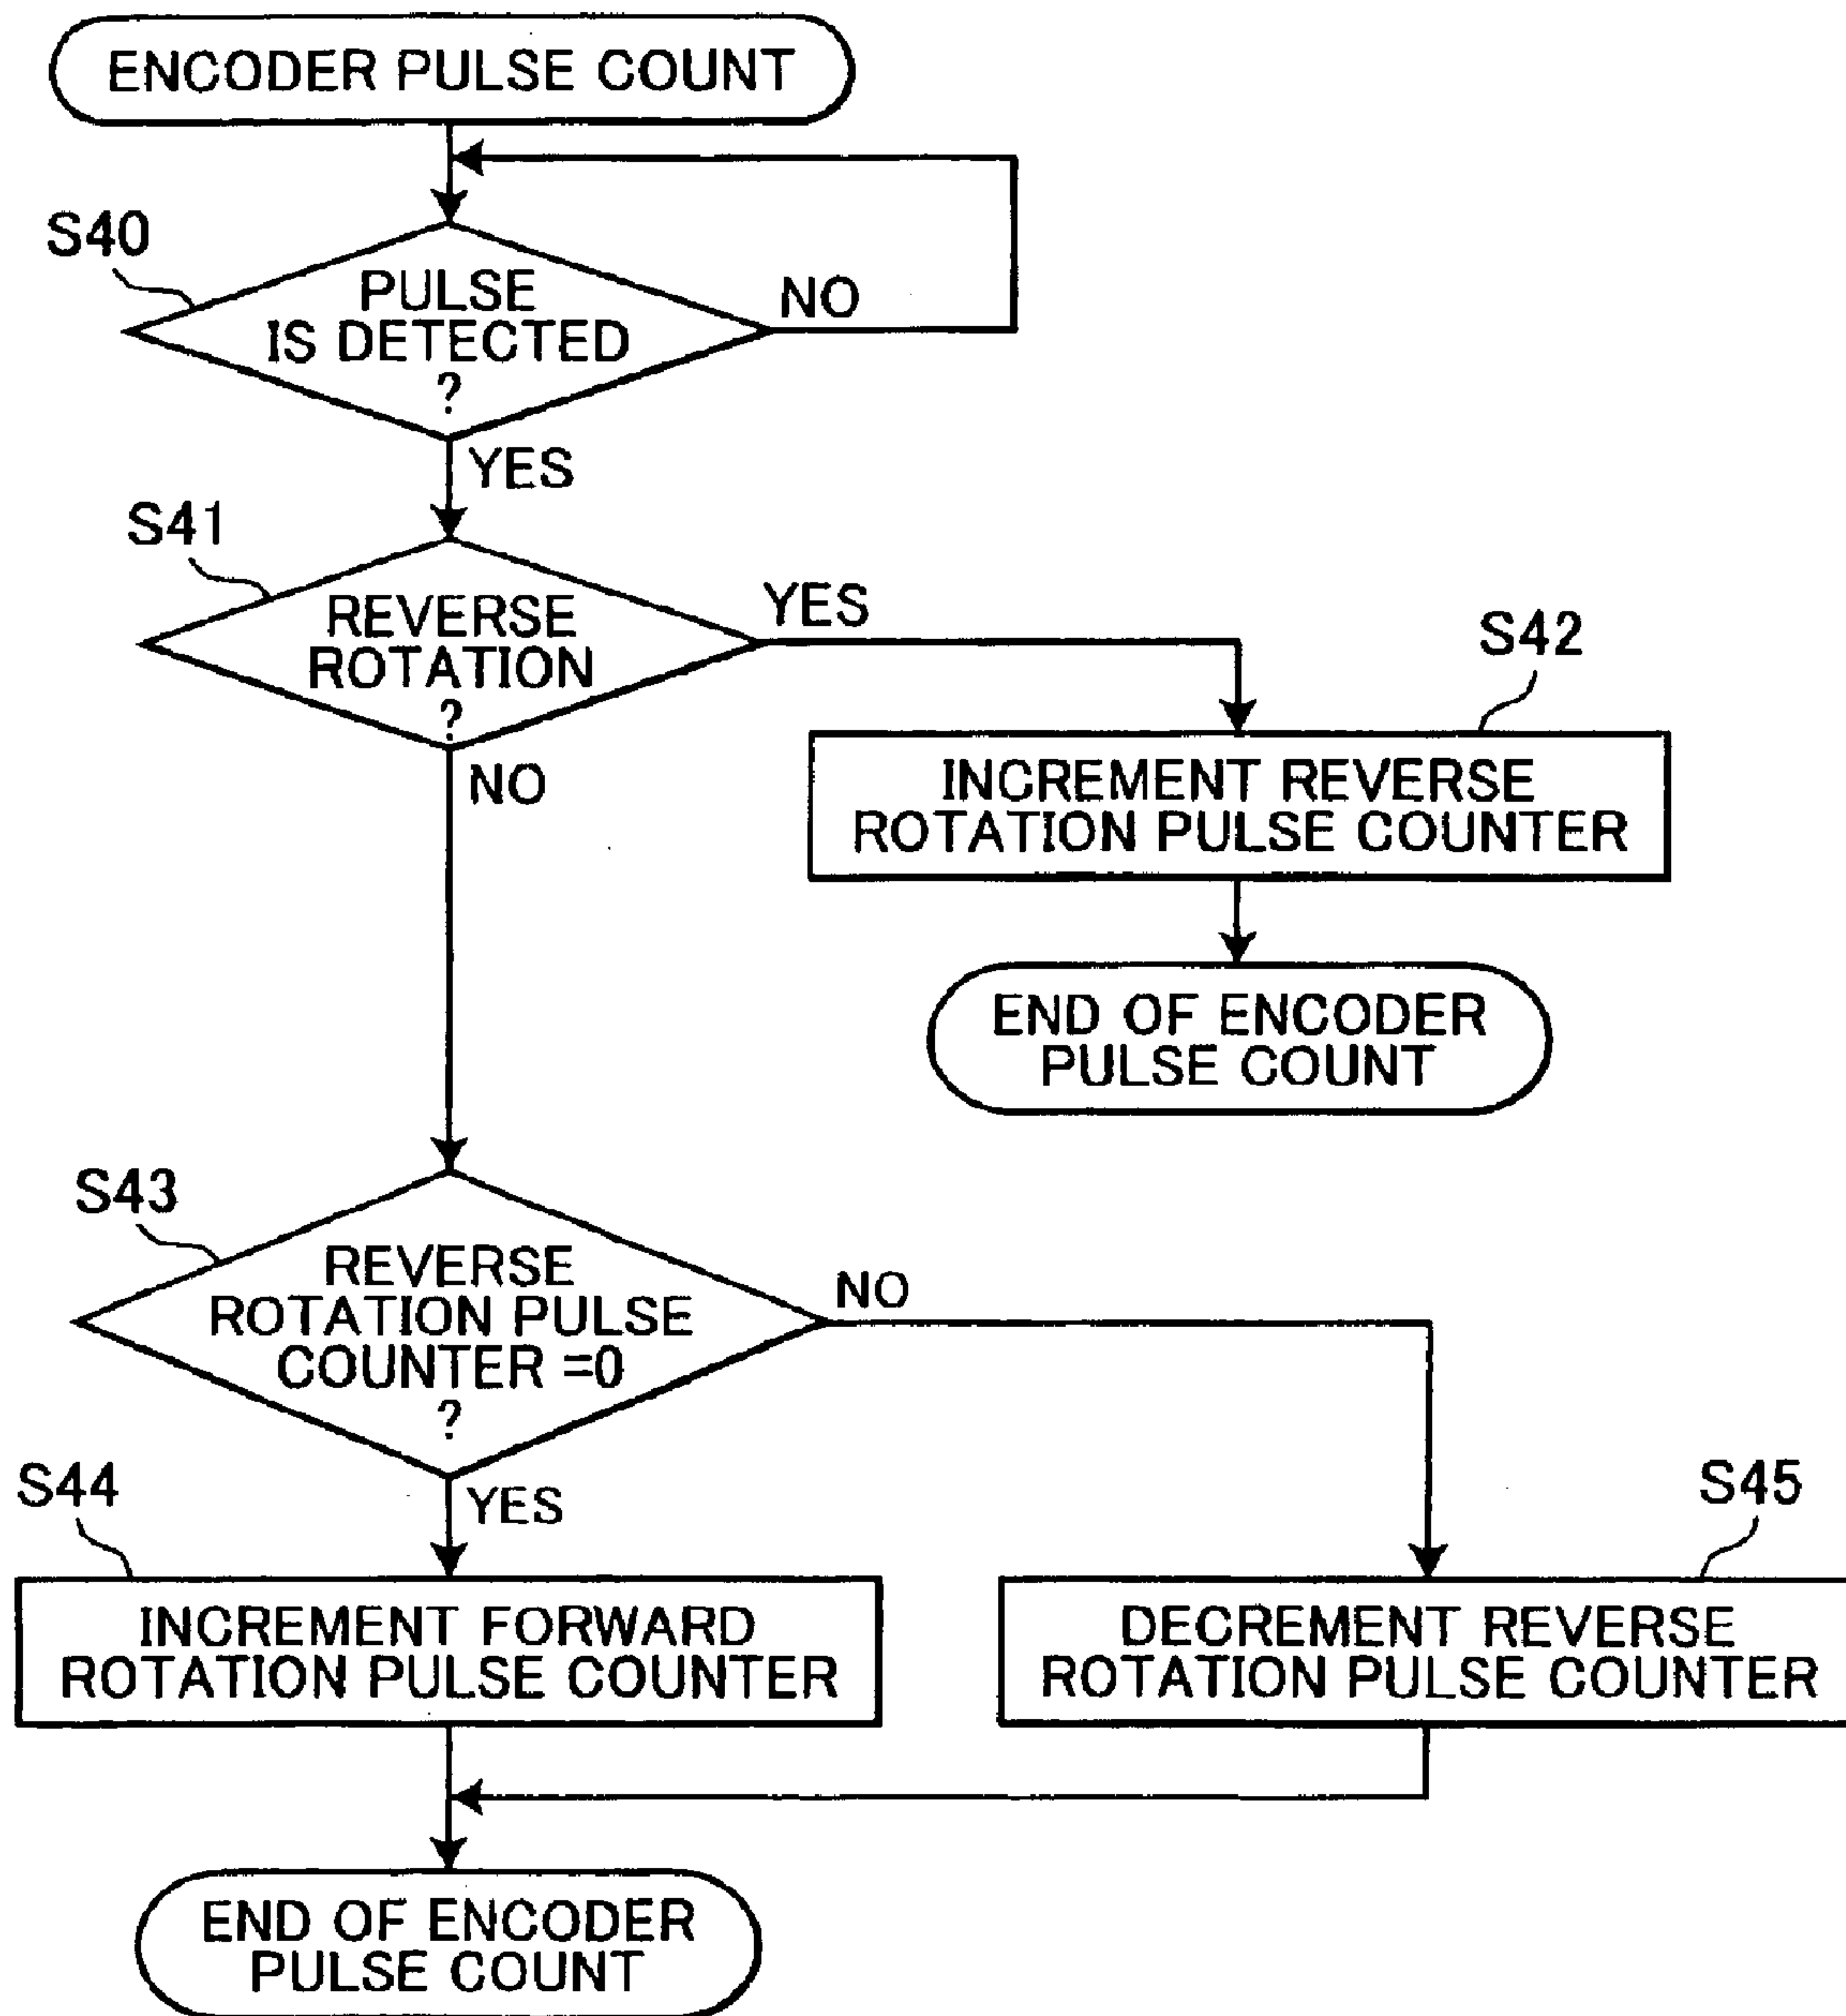 ENCODER PULSE COUNT
S40
PULSE
IS DETECTED
?
NO
YES
S41
REVERSE
ROTATION
?
YES
NO
S42
INCREMENT REVERSE
ROTATION PULSE COUNTER
END OF ENCODER
PULSE COUNT
S43
REVERSE
ROTATION PULSE
COUNTER =0
?
NO
YES
S44
INCREMENT FORWARD
ROTATION PULSE COUNTER
S45
DECREMENT REVERSE
ROTATION PULSE COUNTER
END OF ENCODER
PULSE COUNT